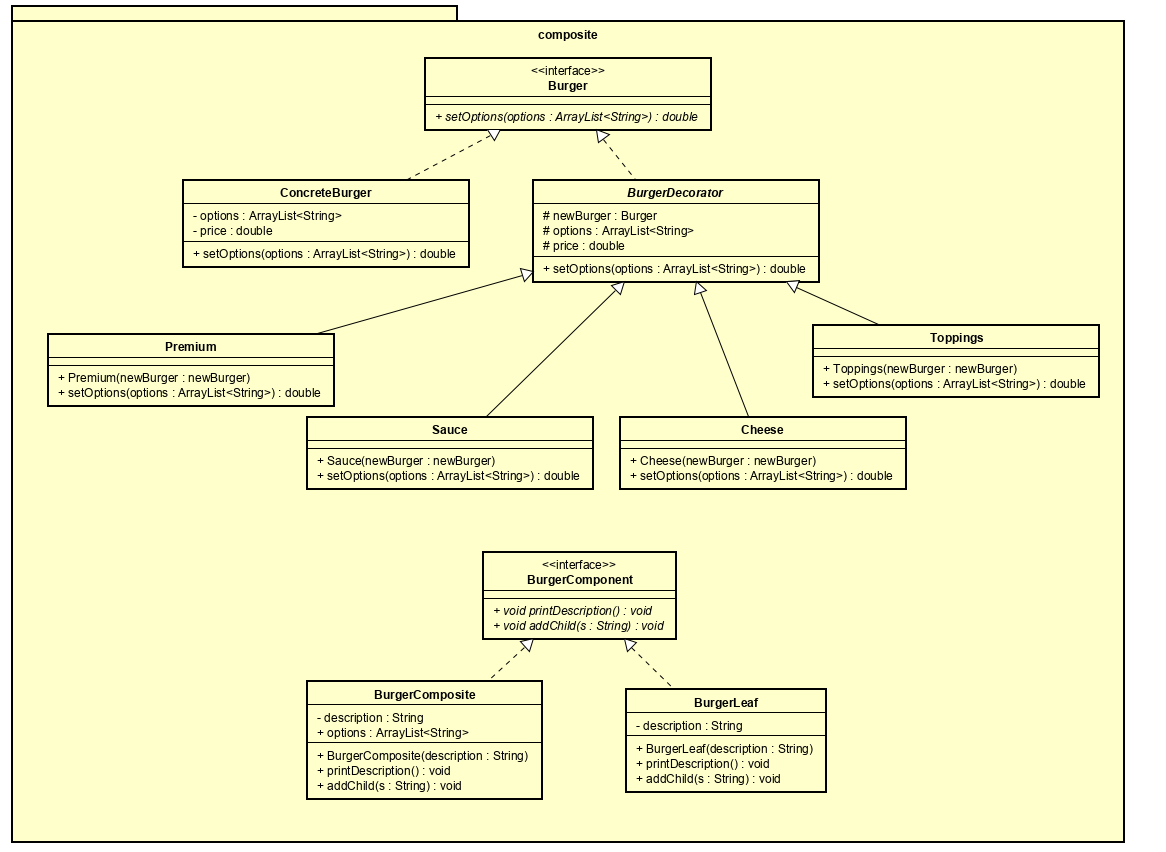 composite
<<interface>>
Burger
+ setOptions(options : ArrayList<String>) : double
ConcreteBurger
- options : ArrayList<String>
- price : double
+ setOptions(options : ArrayList<String>) : double
BurgerDecorator
# newBurger : Burger
# options : ArrayList<String>
# price : double
+ setOptions(options : ArrayList<String>) : double
Premium
+ Premium(newBurger : newBurger)
+ setOptions(options : ArrayList<String>) : double
Toppings
+ Toppings(newBurger : newBurger)
+ setOptions(options : ArrayList<String>) : double
Sauce
+ Sauce(newBurger : newBurger)
+ setOptions(options : ArrayList<String>) : double
Cheese
+ Cheese(newBurger : newBurger)
+ setOptions(options : ArrayList<String>) : double
<<interface>>
BurgerComponent
+ void printDescription() : void
+ void addChild(s : String) : void
BurgerComposite
- description : String
+ options : ArrayList<String>
+ BurgerComposite(description : String)
+ printDescription() : void
+ addChild(s : String) : void
BurgerLeaf
- description : String
+ BurgerLeaf(description : String)
+ printDescription() : void
+ addChild(s : String) : void